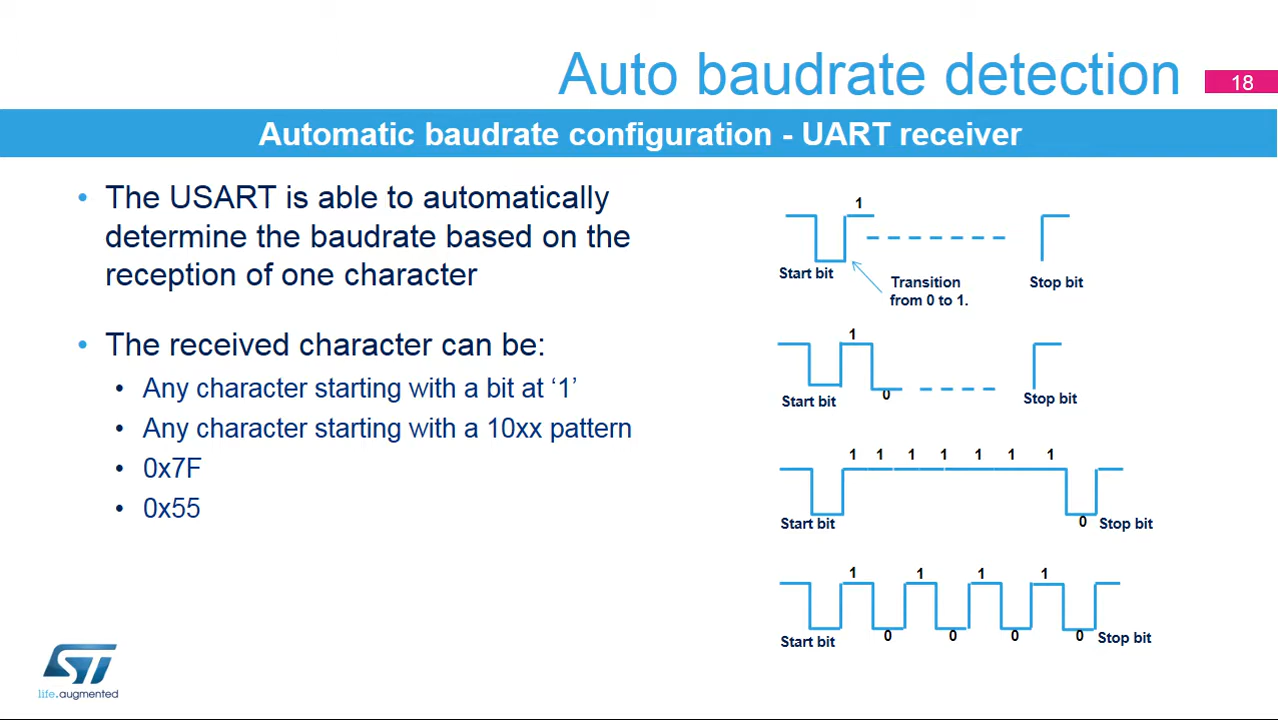 Auto baudrate detection
18
Automatic baudrate configuration - UART receiver
• The USART is able to automatically
determine the baudrate based on the
reception of one character
• The received character can be:
• Any character starting with a bit at ‘1’
• Any character starting with a 10xx pattern
• 0x7F
• 0x55
1
Start bit
Transition
from 0 to 1.
Stop bit
1
Start bit
0
Stop bit
1 1 1 1 1 1 1
Start bit
0 Stop bit
1 1 1 1
Start bit
0 0 0 0 Stop bit
ST
life.augmented